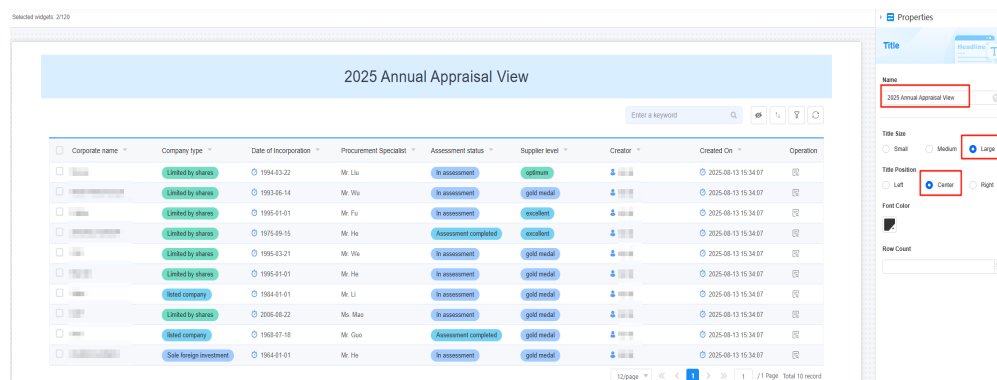 Selected widgets: 2/120
Properties
Title
Headline
Name
2025 Annual Appraisal View
Title Size
Small Medium Large
Title Position
Left Center Right
Font Color
Row Count
2025 Annual Appraisal View
Enter a keyword
Corporate name Company type Date of Incorporation Procurement Specialist Assessment status Supplier level Creator Created On Operation
Limited by shares 1994-03-22 Mr. Liu In assessment optimum 2025-08-13 15:34:07
Limited by shares 1993-06-14 Mr. Wu In assessment gold medal 2025-08-13 15:34:07
Limited by shares 1995-01-01 Mr. Fu In assessment excellent 2025-08-13 15:34:07
Limited by shares 1975-09-15 Mr. He Assessment completed excellent 2025-08-13 15:34:07
Limited by shares 1995-03-21 Mr. Wa In assessment gold medal 2025-08-13 15:34:07
Limited by shares 1995-01-01 Mr. He In assessment gold medal 2025-08-13 15:34:07
listed company 1984-01-01 Mr. Li In assessment gold medal 2025-08-13 15:34:07
Limited by shares 2006-08-22 Ms. Mao In assessment gold medal 2025-08-13 15:34:07
listed company 1968-07-18 Mr. Guo Assessment completed gold medal 2025-08-13 15:34:07
Sole foreign investment 1964-01-01 Mr. He In assessment gold medal 2025-08-13 15:34:07
12/page 1 1 /1 Page Total 10 record